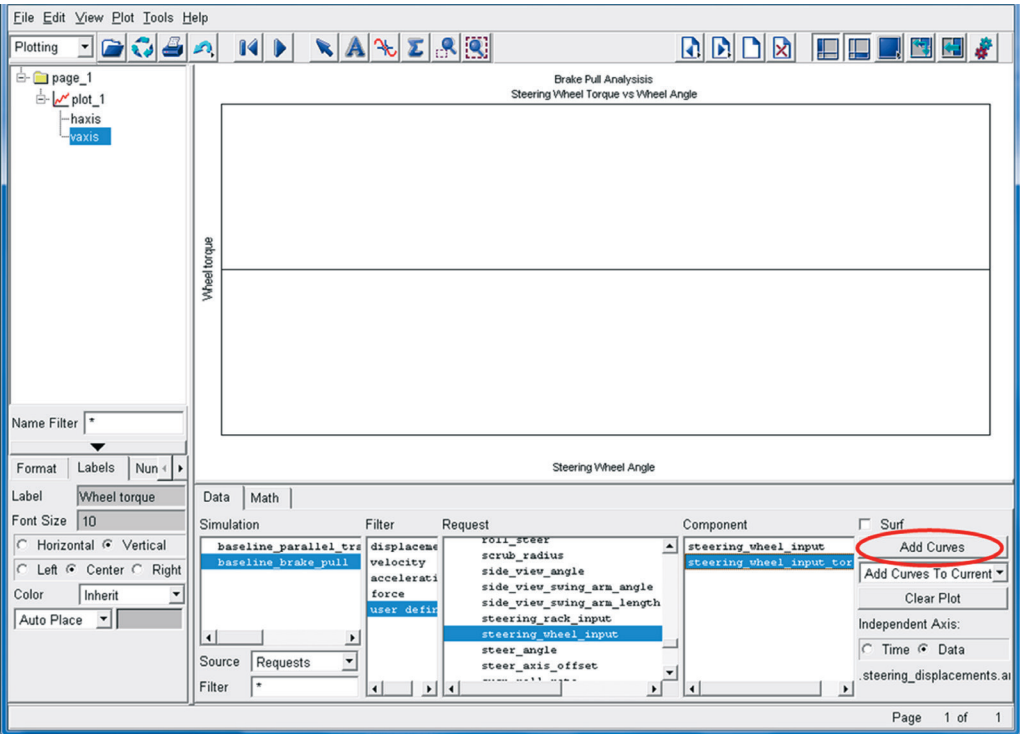 File Edit View Plot Tools Help
Plotting
page_1
plot_1
haxis
vaxis
Name Filter *
Format Labels Nun
Label Wheel torque
Font Size 10
Horizontal Vertical
Left Center Right
Color Inherit
Auto Place
Brake Pull Analysisis
Steering Wheel Torque vs Wheel Angle
Wheel torque
Steering Wheel Angle
Data Math
Simulation
baseline_parallel_tra
baseline_brake_pull
Source Requests
Filter *
Filter
displaceme
velocity
accelerati
force
user defin
Request
roll_steer
scrub_radius
side_view_angle
side_view_swing_arm_angle
side_view_swing_arm_length
steering_rack_input
steering_wheel_input
steer_angle
steer_axis_offset
Component
steering_wheel_input
steering_wheel_input_tor
Surf
Add Curves
Add Curves To Current
Clear Plot
Independent Axis:
Time Data
.steering_displacements.an
Page 1 of 1